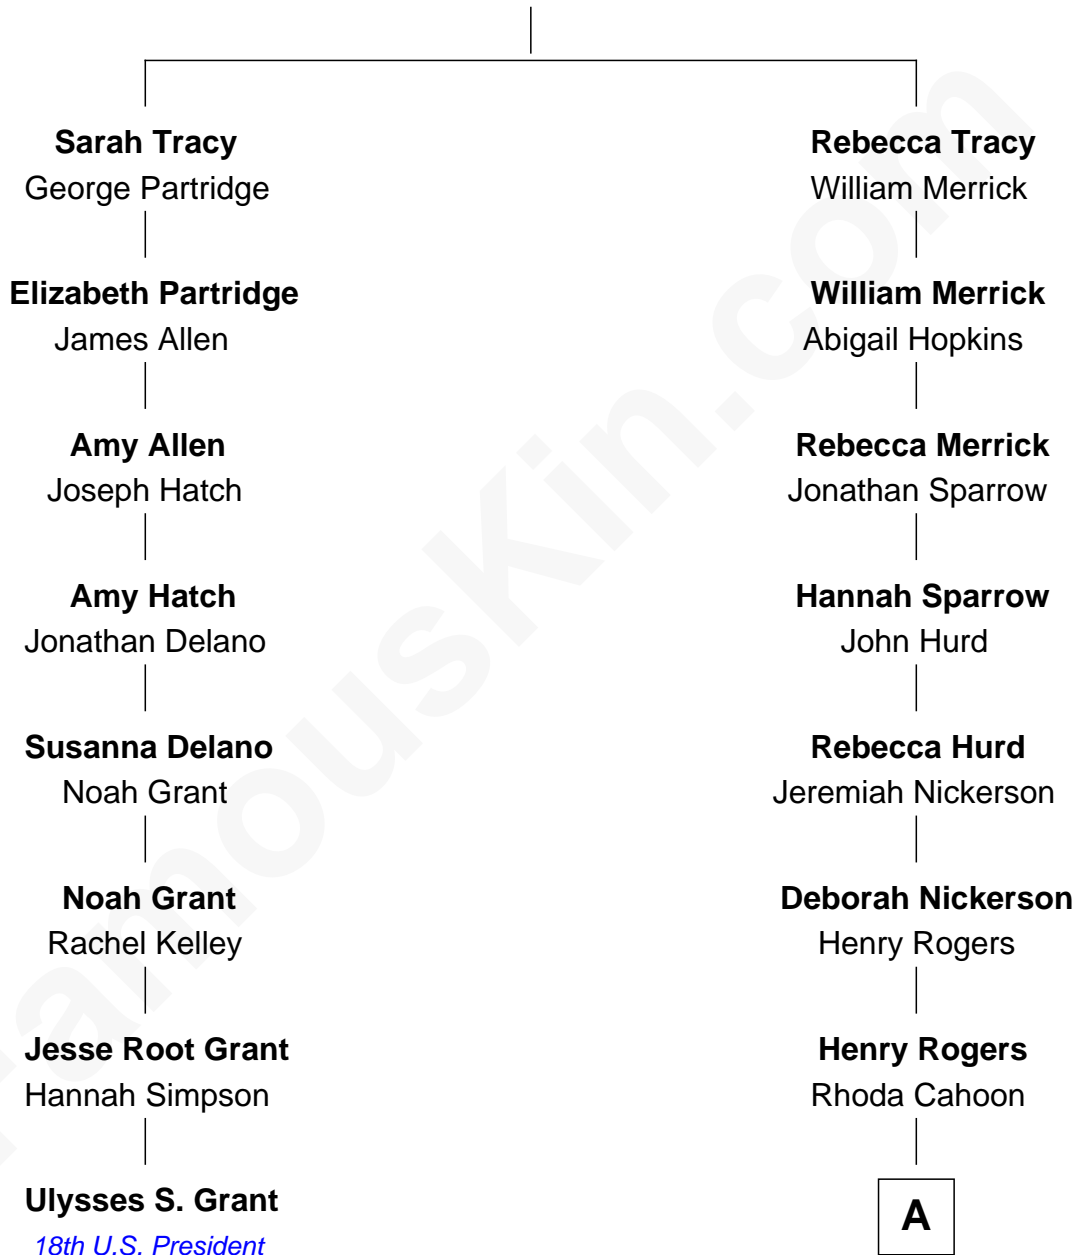 Sarah Tracy
George Partridge
Elizabeth Partridge
James Allen
Amy Allen
Joseph Hatch
Amy Hatch
Jonathan Delano
Susanna Delano
Noah Grant
Noah Grant
Rachel Kelley
Jesse Root Grant
Hannah Simpson
Ulysses S. Grant
18th U.S. President
Rebecca Tracy
William Merrick
William Merrick
Abigail Hopkins
Rebecca Merrick
Jonathan Sparrow
Hannah Sparrow
John Hurd
Rebecca Hurd
Jeremiah Nickerson
Deborah Nickerson
Henry Rogers
Henry Rogers
Rhoda Cahoon
A
FamousKin.com